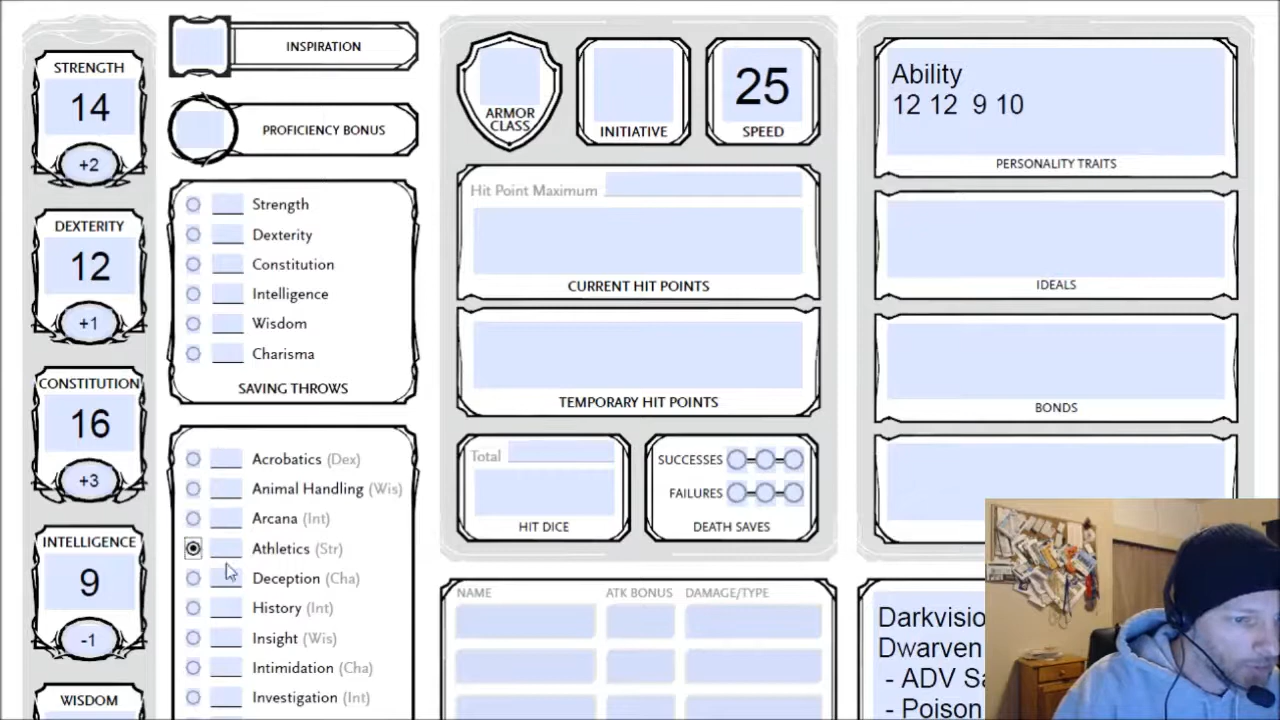 STRENGTH
14
+2
DEXTERITY
12
+1
CONSTITUTION
16
+3
INTELLIGENCE
9
-1
WISDOM
INSPIRATION
PROFICIENCY BONUS
Strength
Dexterity
Constitution
Intelligence
Wisdom
Charisma
SAVING THROWS
Acrobatics (Dex)
Animal Handling (Wis)
Arcana (Int)
Athletics (Str)
Deception (Cha)
History (Int)
Insight (Wis)
Intimidation (Cha)
Investigation (Int)
ARMOR
CLASS
INITIATIVE
25
SPEED
Hit Point Maximum
CURRENT HIT POINTS
TEMPORARY HIT POINTS
Total
HIT DICE
SUCCESSES
FAILURES
DEATH SAVES
NAME ATK BONUS DAMAGE/TYPE
Ability
12 12 9 10
PERSONALITY TRAITS
IDEALS
BONDS
Dwarven
- ADV
- Poison